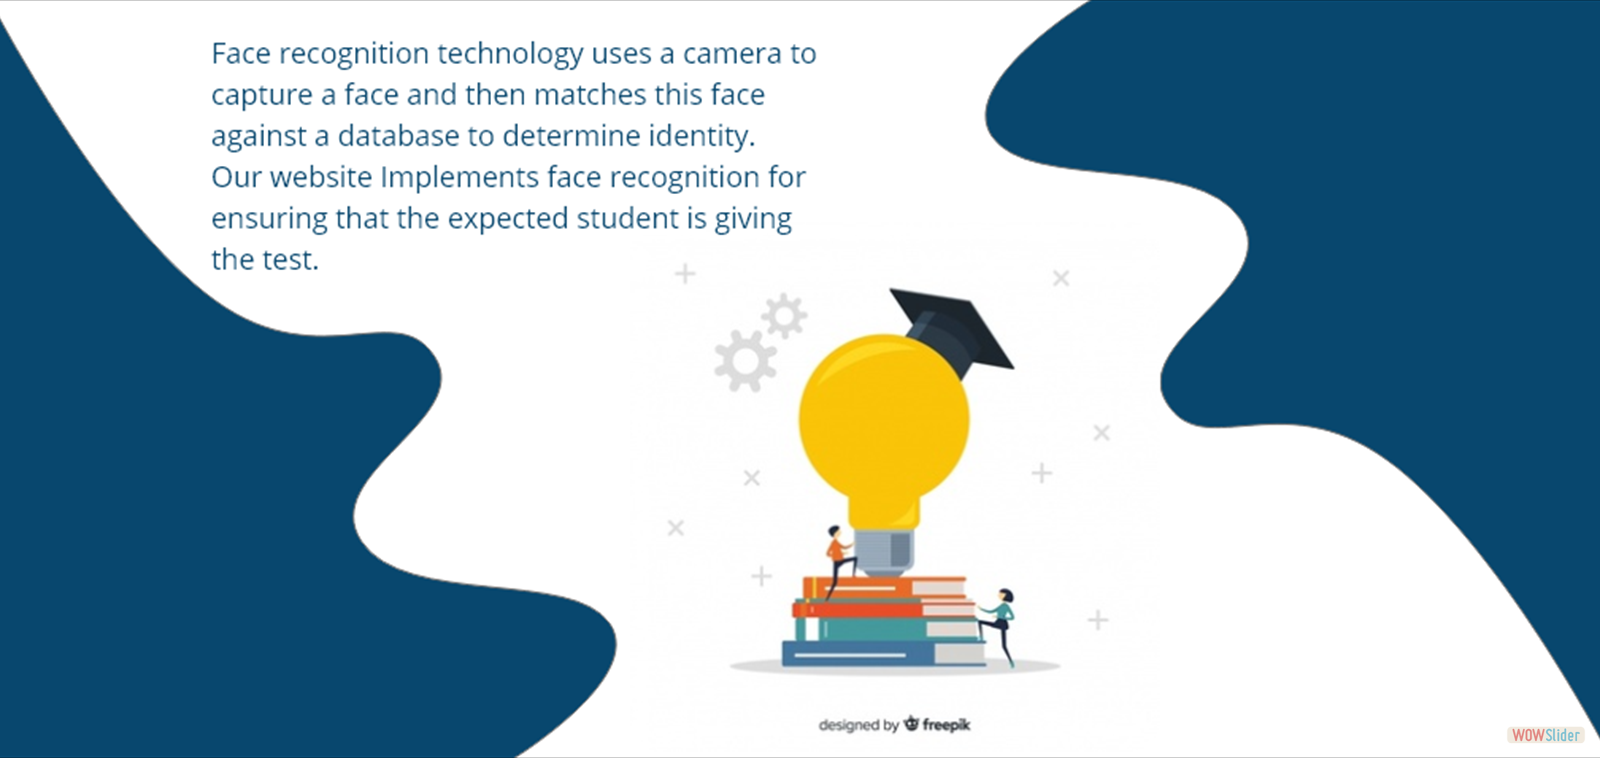 Face recognition technology uses a camera to
capture a face and then matches this face
against a database to determine identity.
Our website Implements face recognition for
ensuring that the expected student is giving
the test.
designed by freepik
WOWSlider